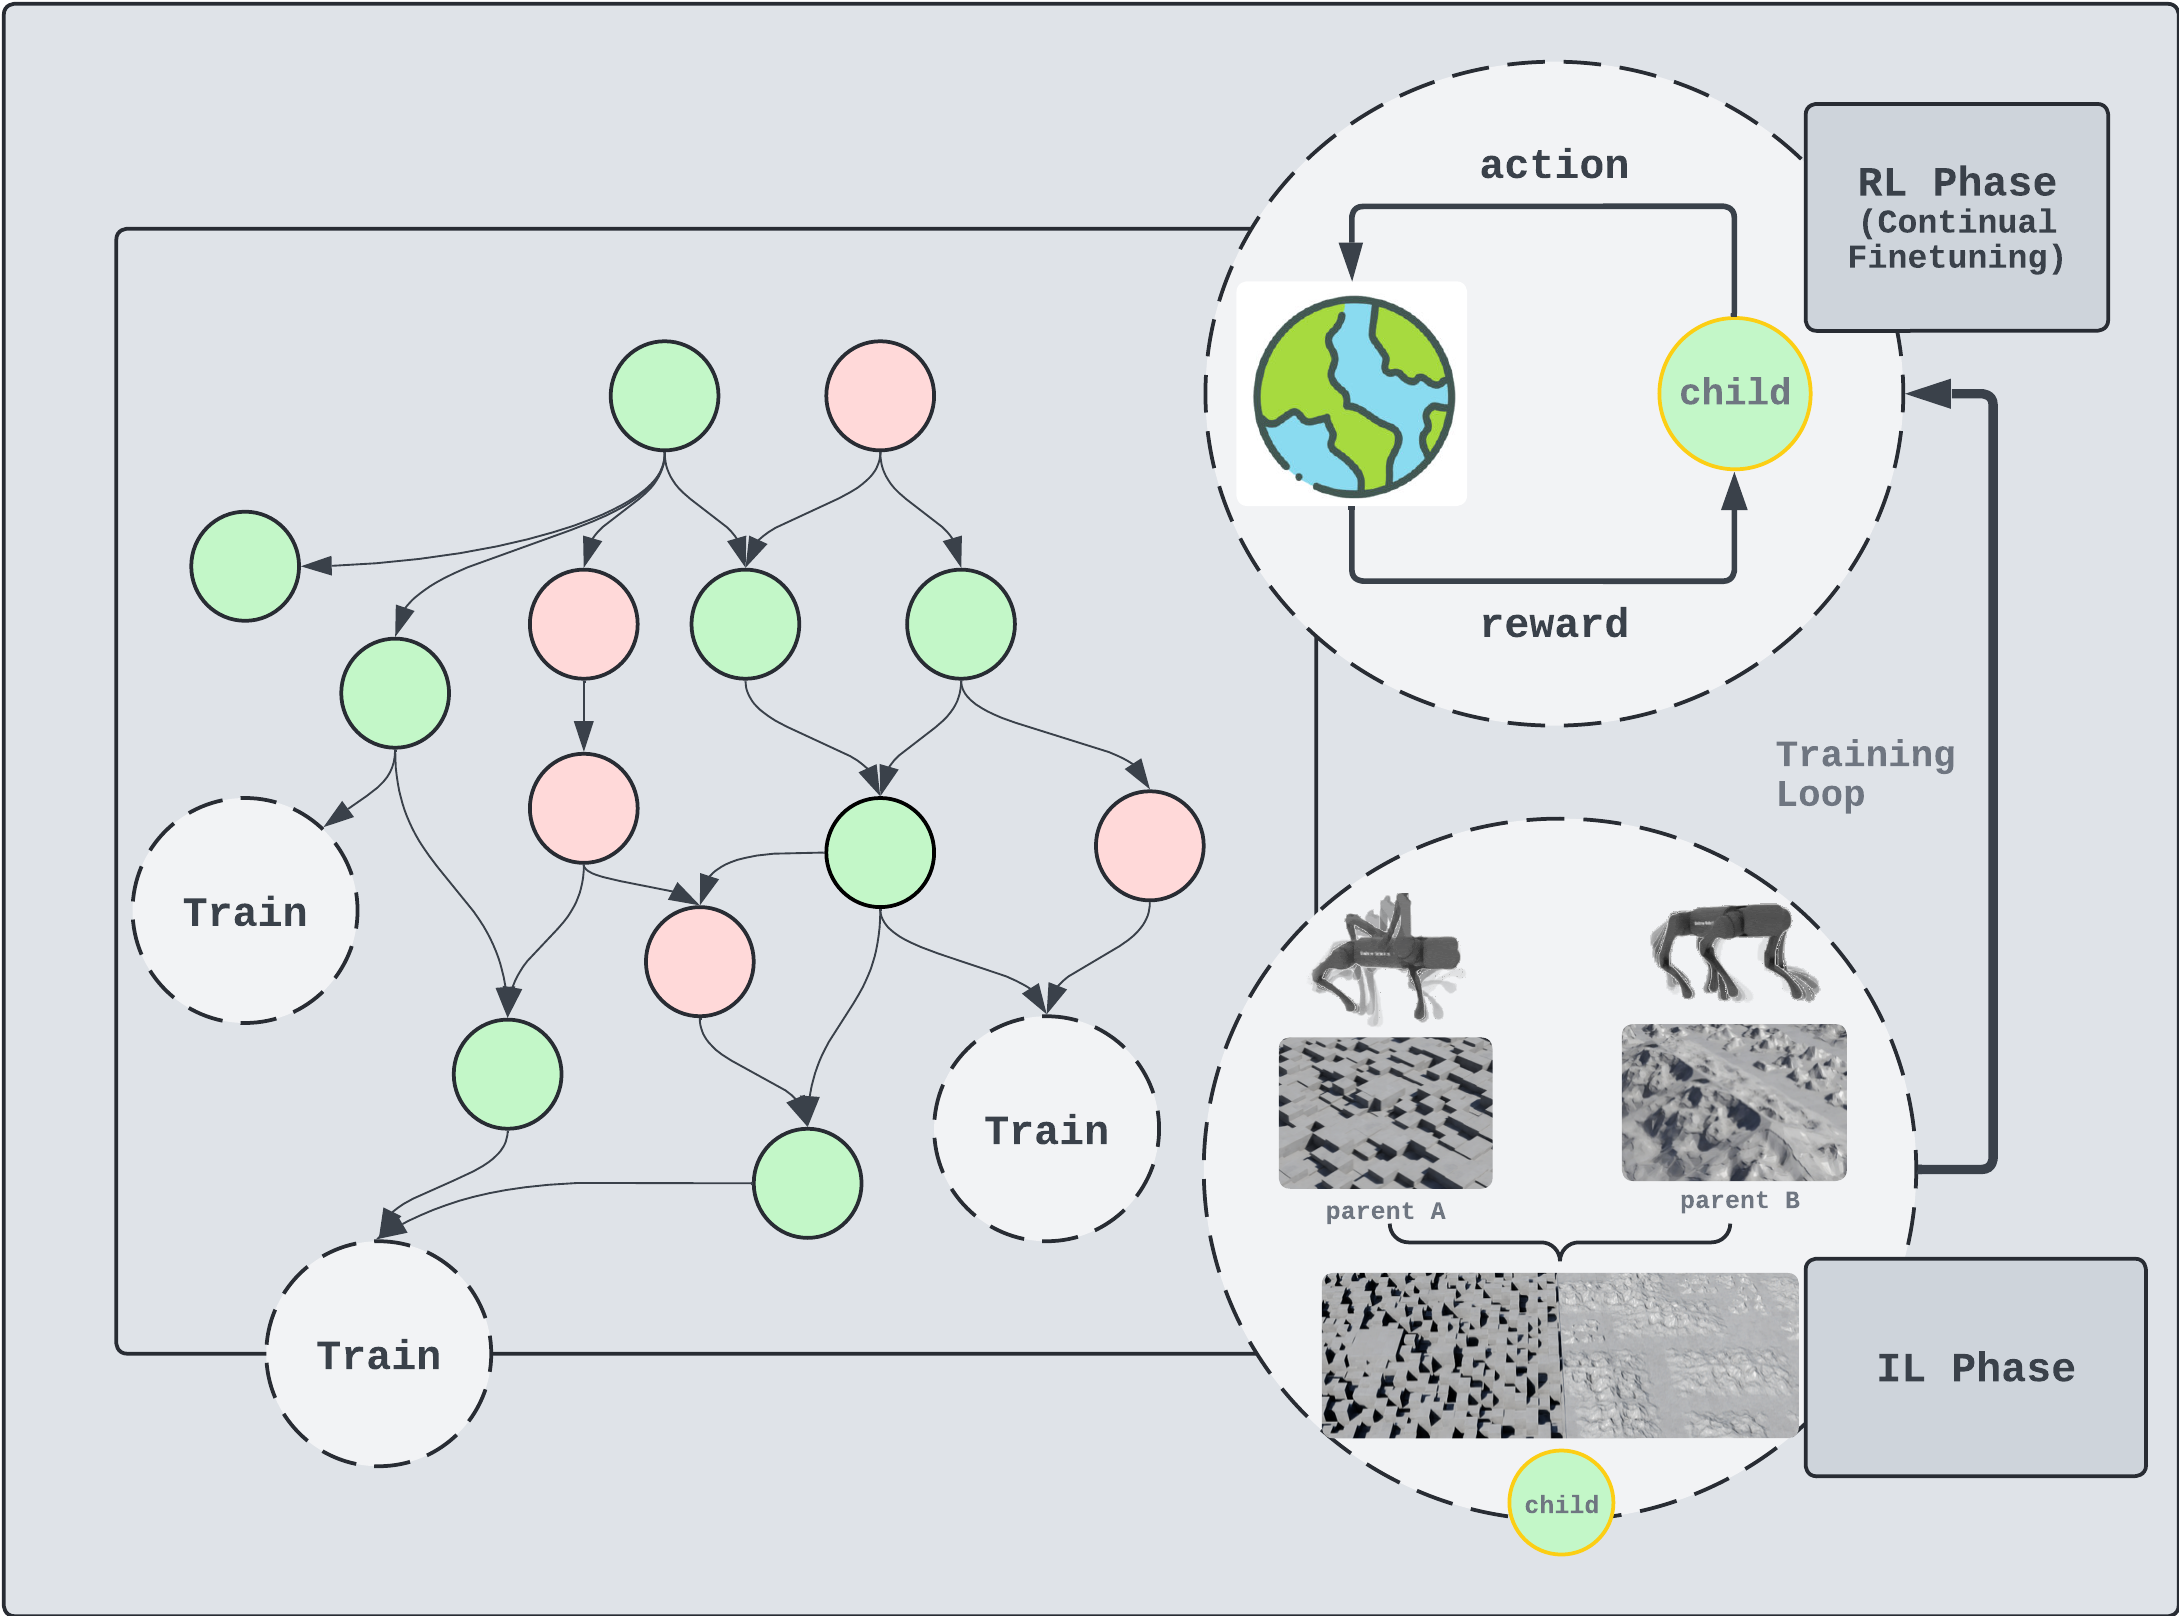 action
RL Phase
(Continual
Finetuning)
child
reward
Training
Loop
Train
Train
Train
parent A
parent B
IL Phase
child